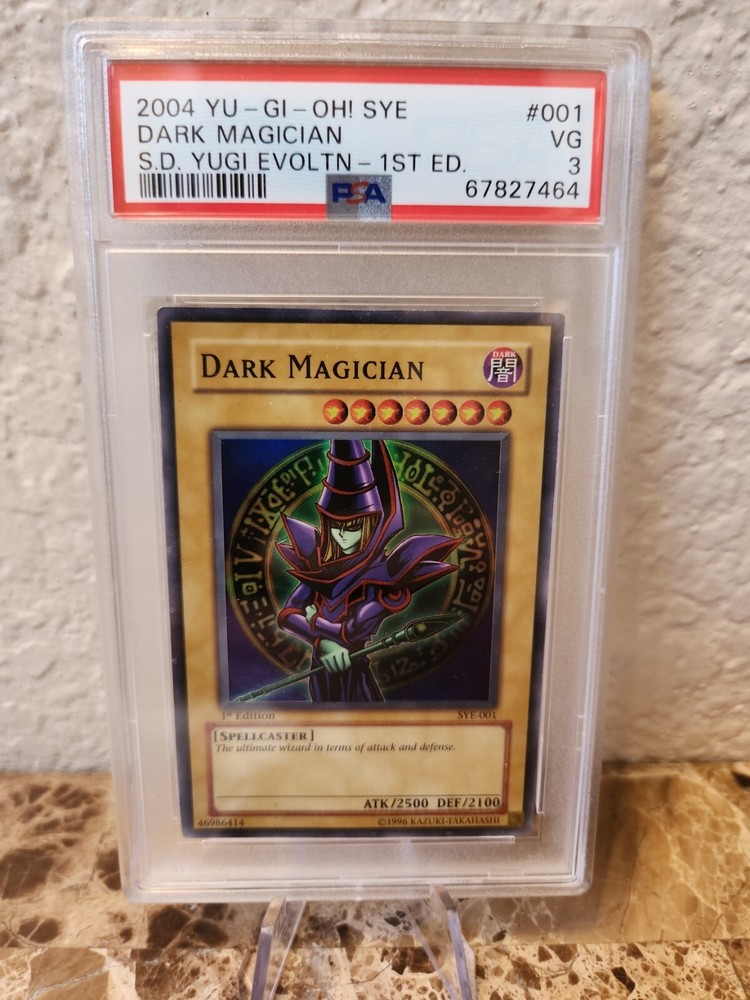 2004 YU-GI-OH! SYE #001
DARK MAGICIAN VG
S.D. YUGI EVOLTN-1ST ED. 3
PSA 67827464
DARK MAGICIAN
DARK
闇
1st Edition SYE-001
[SPELLCASTER]
The ultimate wizard in terms of attack and defense.
ATK/2500 DEF/2100
46986414 ©1996 KAZUKI TAKAHASHI